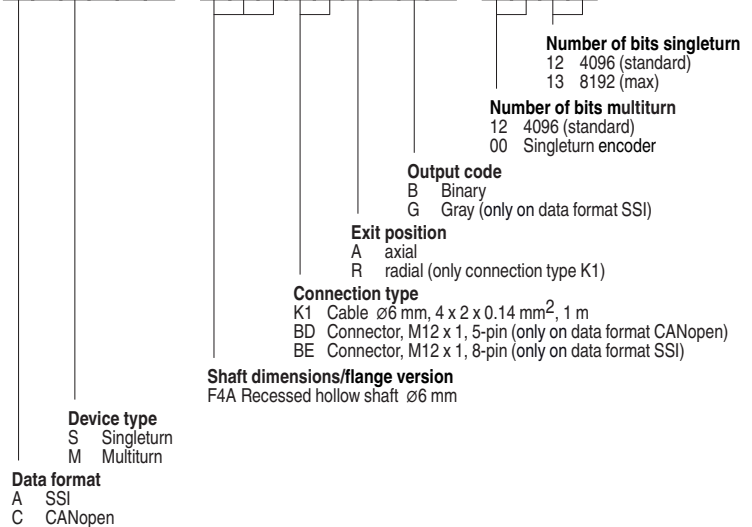 Number of bits singleturn
12 4096 (standard)
13 8192 (max)
Number of bits multiturn
12 4096 (standard)
00 Singleturn encoder
Output code
B Binary
G Gray (only on data format SSI)
Exit position
A axial
R radial (only connection type K1)
Connection type
K1 Cable ⌀6 mm, 4 x 2 x 0.14 mm², 1 m
BD Connector, M12 x 1, 5-pin (only on data format CANopen)
BE Connector, M12 x 1, 8-pin (only on data format SSI)
Shaft dimensions/flange version
F4A Recessed hollow shaft ⌀6 mm
Device type
S Singleturn
M Multiturn
Data format
A SSI
C CANopen